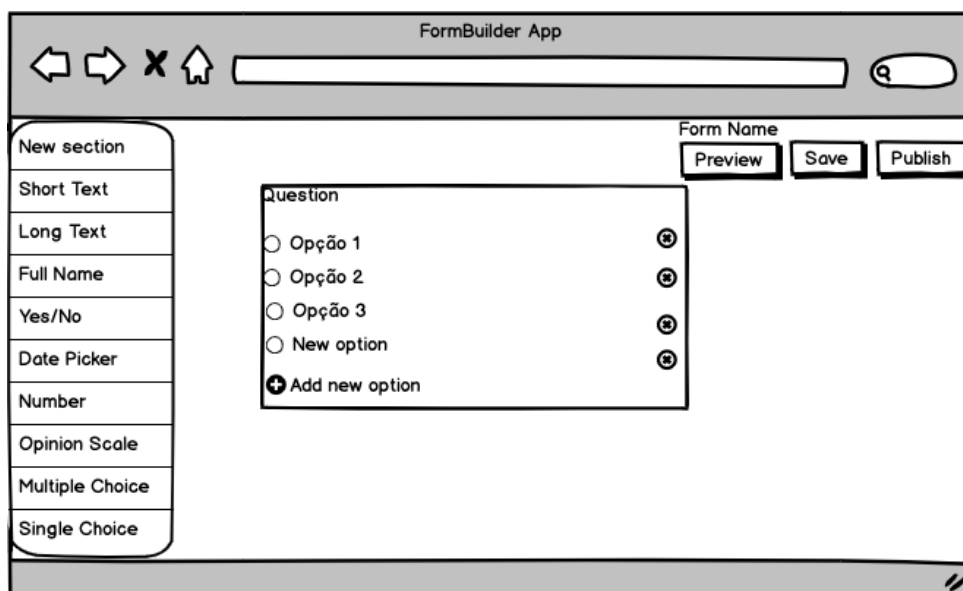 FormBuilder App
New section
Short Text
Long Text
Full Name
Yes/No
Date Picker
Number
Opinion Scale
Multiple Choice
Single Choice
Form Name
Preview
Save
Publish
Question
Opção 1
Opção 2
Opção 3
New option
Add new option